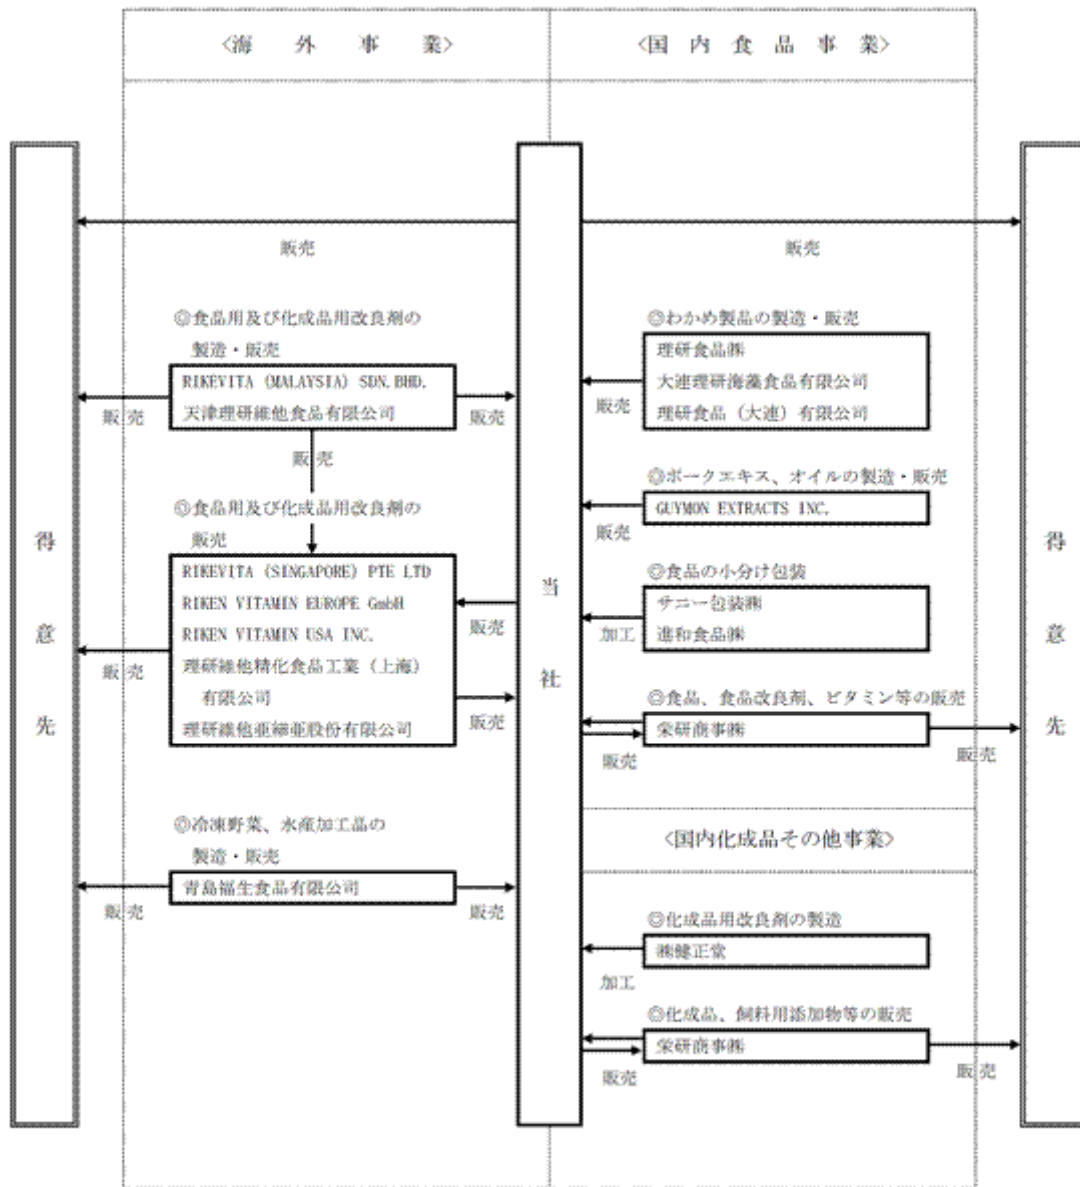 <海外事業>
<国内食品事業>
得意先
当社
得意先
販売
販売
◎食品用及び化成品用改良剤の
製造・販売
RIKEVITA (MALAYSIA) SDN.BHD.
天津理研維他食品有限公司
販売
販売
販売
◎食品用及び化成品用改良剤の
販売
RIKEVITA (SINGAPORE) PTE LTD
RIKEN VITAMIN EUROPE GmbH
RIKEN VITAMIN USA INC.
理研維他精化食品工業（上海）
有限公司
理研維他亜細亜股份有限公司
販売
販売
販売
◎冷凍野菜、水産加工品の
製造・販売
青島福生食品有限公司
販売
販売
◎わかめ製品の製造・販売
理研食品㈱
大連理研海藻食品有限公司
理研食品（大連）有限公司
販売
◎ポークエキス、オイルの製造・販売
GUYMON EXTRACTS INC.
販売
◎食品の小分け包装
サニー包装㈱
進和食品㈱
加工
◎食品、食品改良剤、ビタミン等の販売
栄研商事㈱
販売
販売
<国内化成品その他事業>
◎化成品用改良剤の製造
㈱健正堂
加工
◎化成品、飼料用添加物等の販売
栄研商事㈱
販売
販売